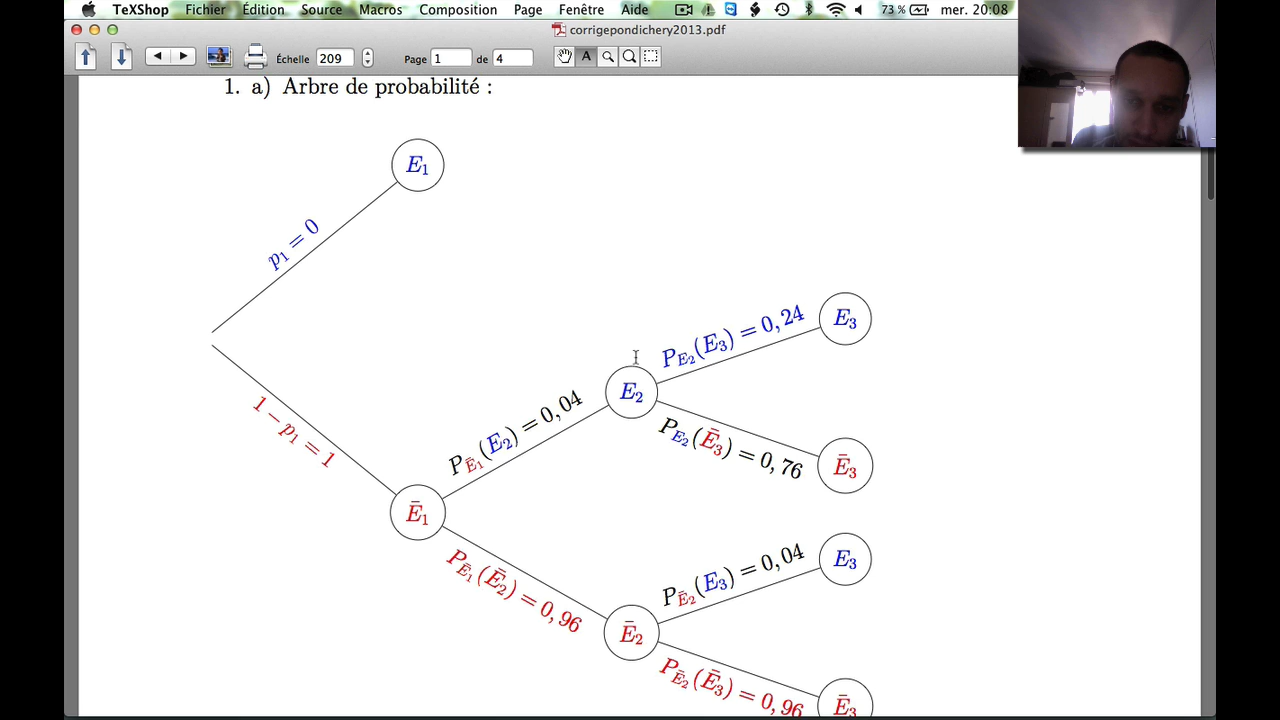 TeXShop Fichier Édition Source Macros Composition Page Fenêtre Aide 73 % mer. 20:08
corrigepondichery2013.pdf
Échelle 209 Page 1 de 4
1. a) Arbre de probabilité :
E₁
p₁ = 0
E₃
P_E₂(E₃) = 0, 24
E₂
P_Ē₁(E₂) = 0, 04
P_E₂(Ē₃) = 0, 76
Ē₃
1 − p₁ = 1
Ē₁
E₃
P_Ē₂(E₃) = 0, 04
P_Ē₁(Ē₂) = 0, 96
Ē₂
P_Ē₂(Ē₃) = 0, 96
Ē₃